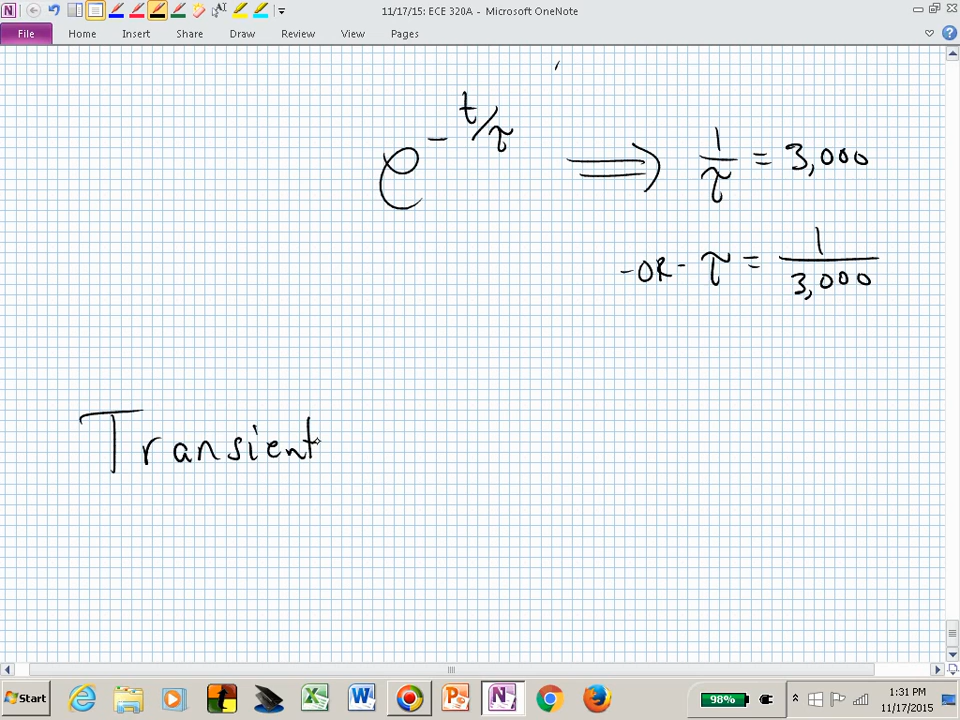 11/17/15: ECE 320A - Microsoft OneNote
File Home Insert Share Draw Review View Pages
e^{-t/τ} ⟹ 1/τ = 3,000
-OR- τ = 1/3,000
Transient
Start 98% 1:31 PM
11/17/2015